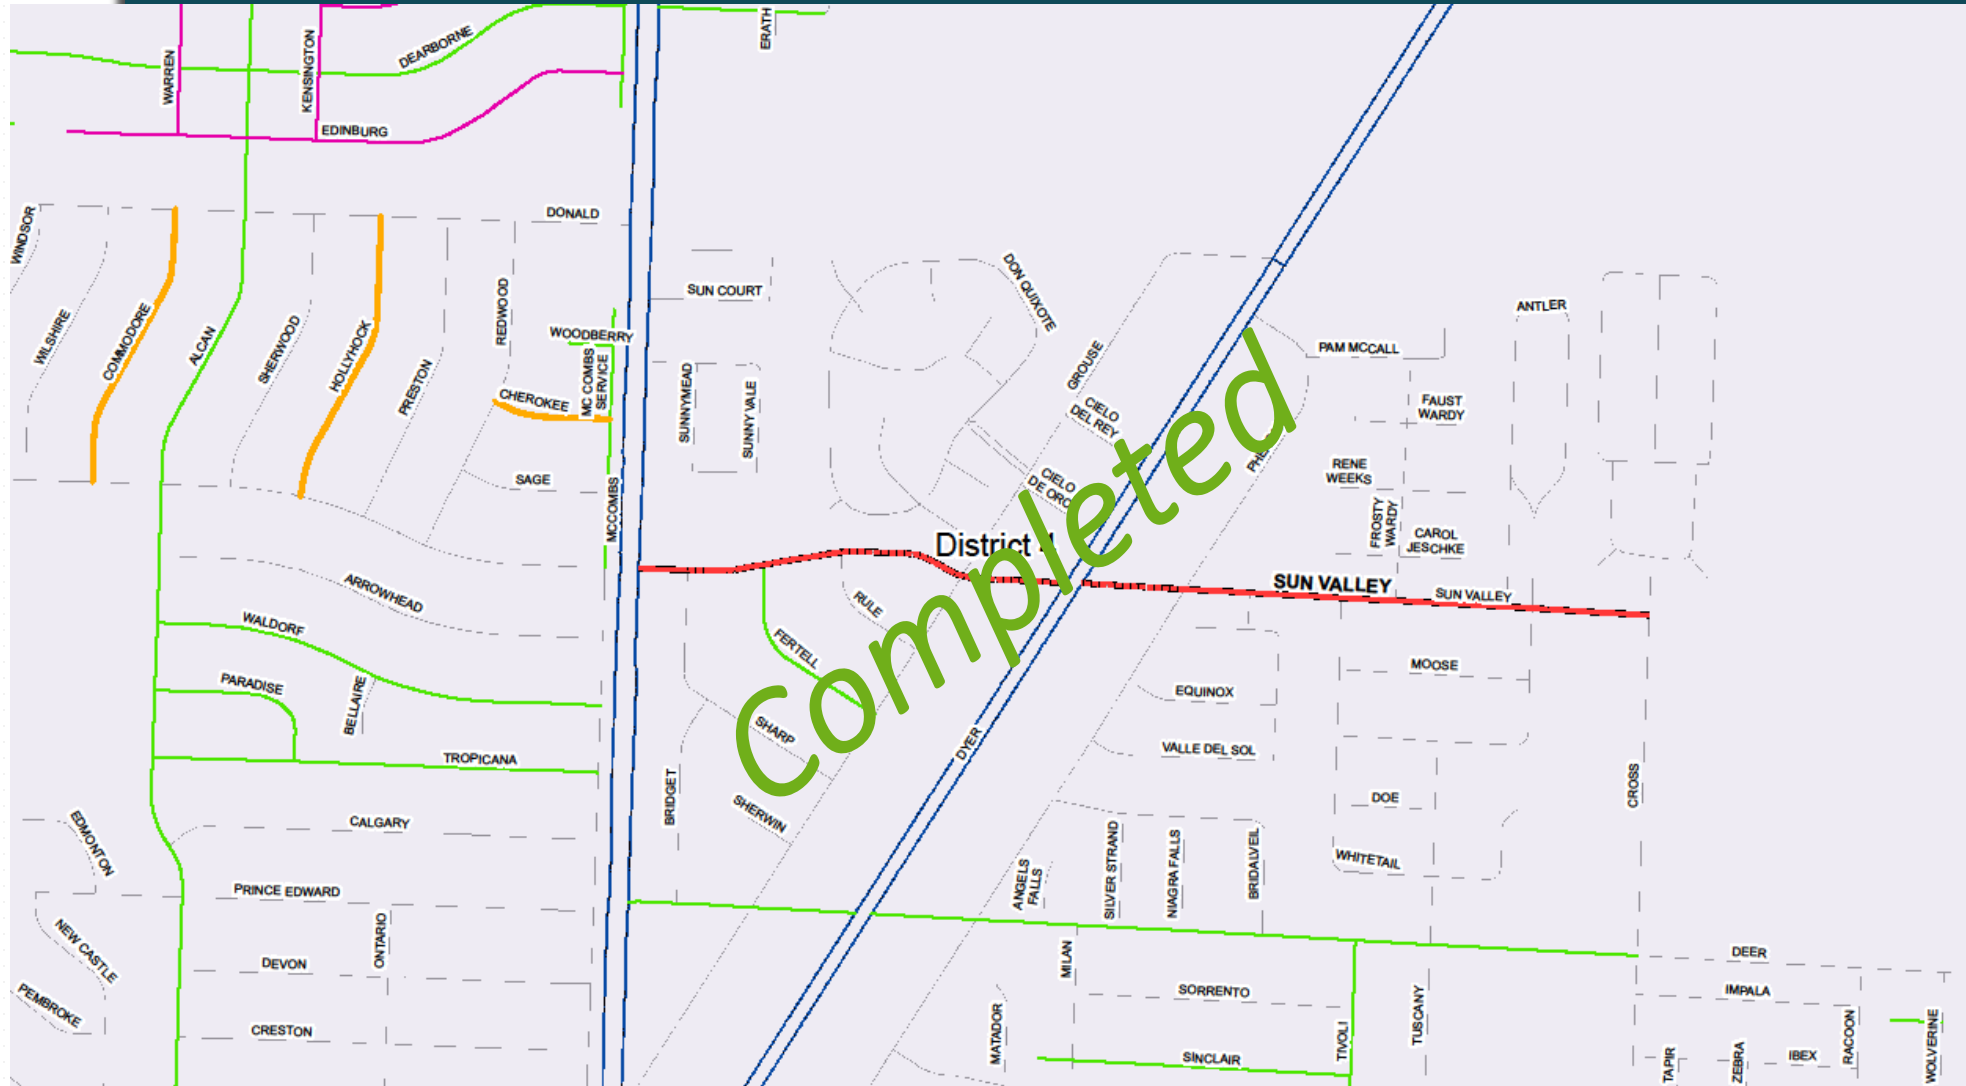 ERATH
DEARBORNE
KENSINGTON
WARREN
EDINBURG
DONALD
WINDSOR
WILSHIRE
COMMODORE
ALCAN
SHERWOOD
HOLLYHOCK
PRESTON
REDWOOD
WOODBERRY
MC COMBS
SERVICE
CHEROKEE
SAGE
MCCOMBS
SUN COURT
SUNNYMEAD
SUNNY VALE
DON QUIXOTE
GROUSE
CIELO
DEL REY
CIELO
DE ORO
PAM MCCALL
ANTLER
FAUST
WARDY
RENE
WEEKS
FROSTY
WARDY
CAROL
JESCHKE
District 4
Completed
SUN VALLEY
SUN VALLEY
ARROWHEAD
WALDORF
PARADISE
BELLAIRE
TROPICANA
RULE
FERTELL
SHARP
BRIDGET
SHERWIN
DYER
MOOSE
EQUINOX
VALLE DEL SOL
DOE
CROSS
WHITETAIL
EDMONTON
CALGARY
PRINCE EDWARD
NEW CASTLE
ONTARIO
DEVON
PEMBROKE
CRESTON
ANGELS
FALLS
SILVER STRAND
NIAGRA FALLS
BRIDALVEIL
MILAN
DEER
SORRENTO
IMPALA
MATADOR
SINCLAIR
TIVOLI
TUSCANY
TAPIR
ZEBRA
IBEX
RACOON
WOLVERINE